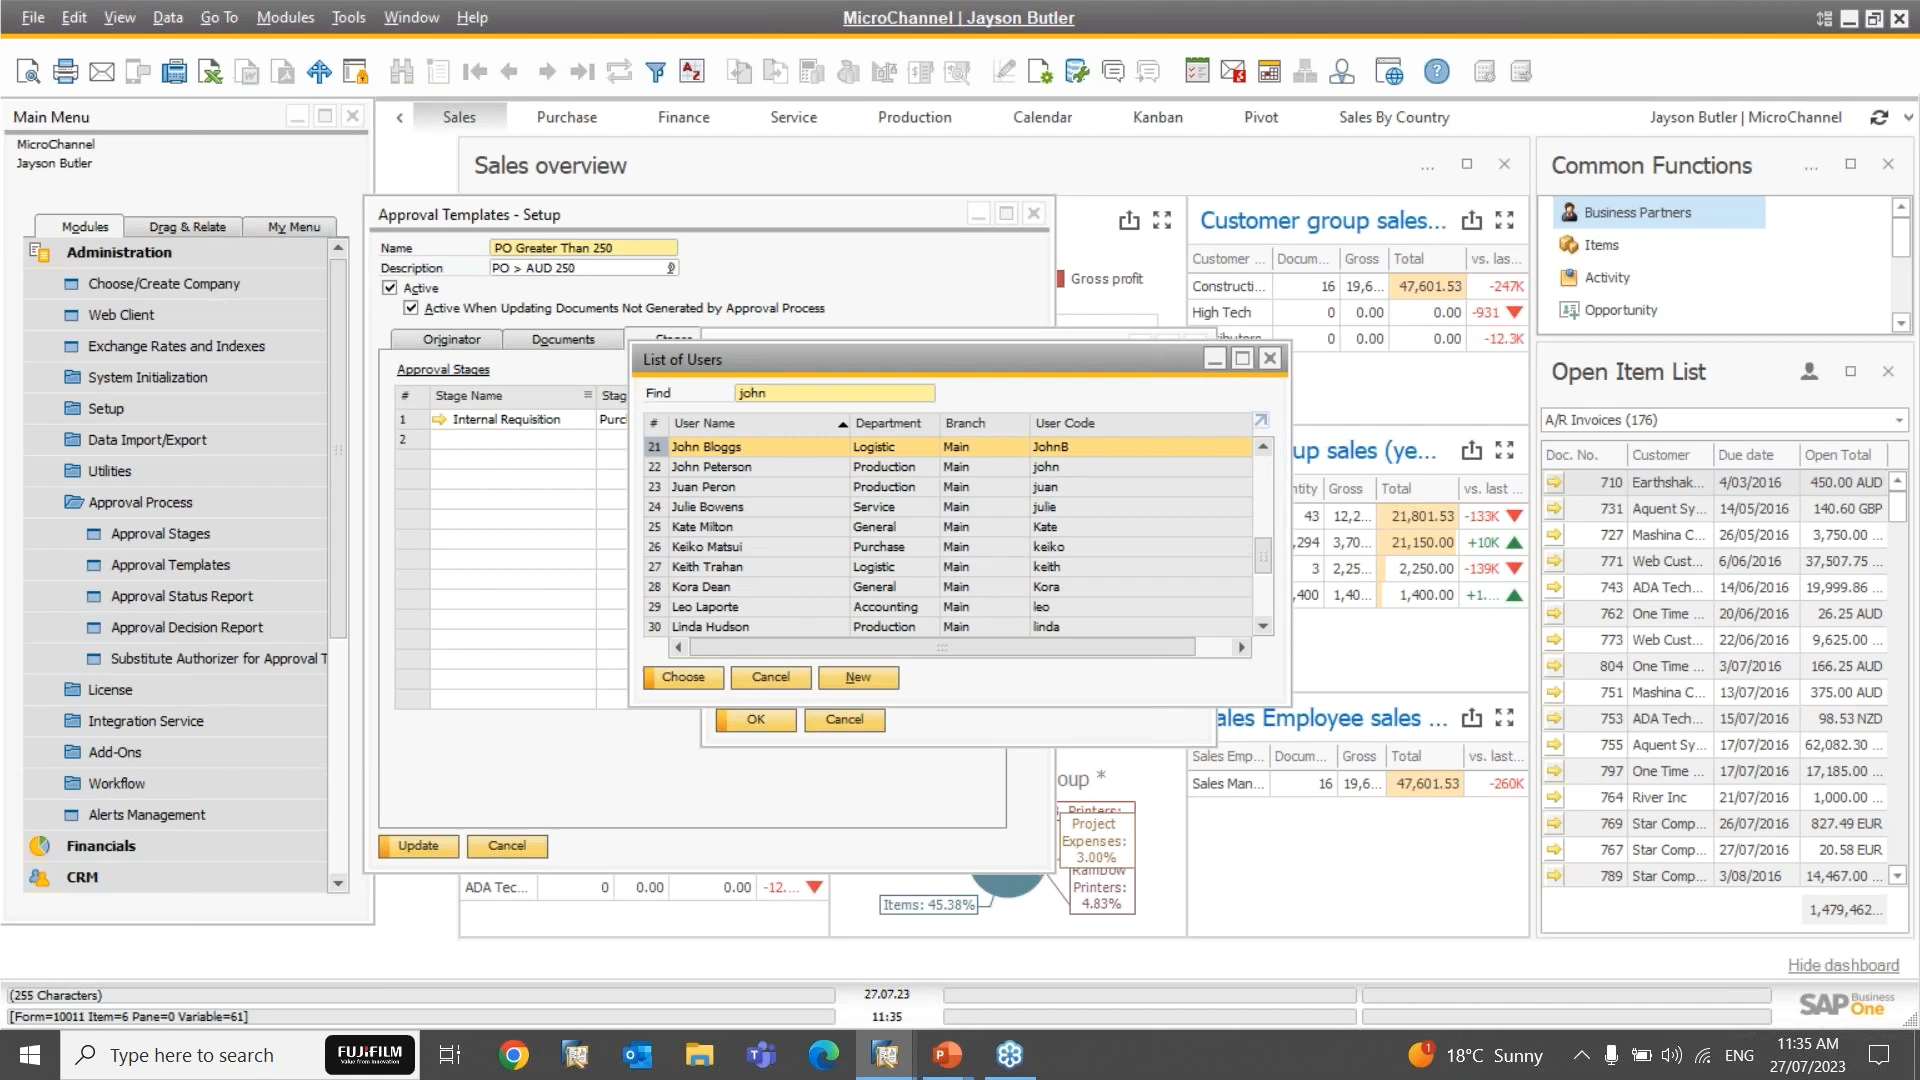 File Edit View Data Go To Modules Tools Window Help
MicroChannel | Jayson Butler
Main Menu
MicroChannel
Jayson Butler
Modules Drag & Relate My Menu
Administration
Choose/Create Company
Web Client
Exchange Rates and Indexes
System Initialization
Setup
Data Import/Export
Utilities
Approval Process
Approval Stages
Approval Templates
Approval Status Report
Approval Decision Report
Substitute Authorizer for Approval T
License
Integration Service
Add-Ons
Workflow
Alerts Management
Financials
CRM
Sales Purchase Finance Service Production Calendar Kanban Pivot Sales By Country
Jayson Butler | MicroChannel
Sales overview ...
Approval Templates - Setup
Name PO Greater Than 250
Description PO > AUD 250
Active
Active When Updating Documents Not Generated by Approval Process
Originator Documents Stages
Approval Stages
# Stage Name Stag
1 Internal Requisition Purc
2
Update Cancel
List of Users
Find john
# User Name Department Branch User Code
21 John Bloggs Logistic Main JohnB
22 John Peterson Production Main john
23 Juan Peron Production Main juan
24 Julie Bowens Service Main julie
25 Kate Milton General Main Kate
26 Keiko Matsui Purchase Main keiko
27 Keith Trahan Logistic Main keith
28 Kora Dean General Main Kora
29 Leo Laporte Accounting Main leo
30 Linda Hudson Production Main linda
Choose Cancel New
OK Cancel
Gross profit
Customer group sales...
Customer ... Docum... Gross Total vs. las...
Constructi... 16 19,6... 47,601.53 -247K
High Tech 0 0.00 0.00 -931
ributors 0 0.00 0.00 -12.3K
up sales (ye...
ntity Gross Total vs. last ...
43 12,2... 21,801.53 -133K
,294 3,70... 21,150.00 +10K
3 2,25... 2,250.00 -139K
,400 1,40... 1,400.00 +1....
ales Employee sales ...
Sales Emp... Docum... Gross Total vs. last...
Sales Man... 16 19,6... 47,601.53 -260K
oup *
Printers:
Project
Expenses:
3.00%
Rainbow
Printers:
4.83%
Items: 45.38%
ADA Tec... 0 0.00 0.00 -12....
Common Functions ...
Business Partners
Items
Activity
Opportunity
Open Item List
A/R Invoices (176)
Doc. No. Customer Due date Open Total
710 Earthshak... 4/03/2016 450.00 AUD
731 Aquent Sy... 14/05/2016 140.60 GBP
727 Mashina C... 26/05/2016 3,750.00 ...
771 Web Cust... 6/06/2016 37,507.75 ...
743 ADA Tech... 14/06/2016 19,999.86 ...
762 One Time ... 20/06/2016 26.25 AUD
773 Web Cust... 22/06/2016 9,625.00 ...
804 One Time ... 3/07/2016 166.25 AUD
751 Mashina C... 13/07/2016 375.00 AUD
753 ADA Tech... 15/07/2016 98.53 NZD
755 Aquent Sy... 17/07/2016 62,082.30 ...
797 One Time ... 17/07/2016 17,185.00 ...
764 River Inc 21/07/2016 1,000.00 ...
769 Star Comp... 26/07/2016 827.49 EUR
767 Star Comp... 27/07/2016 20.58 EUR
789 Star Comp... 3/08/2016 14,467.00 ...
1,479,462...
Hide dashboard
(255 Characters)
27.07.23
[Form=10011 Item=6 Pane=0 Variable=61]
11:35
SAP Business One
Type here to search
FUJIFILM
Value from Innovation
18°C Sunny
ENG
11:35 AM
27/07/2023